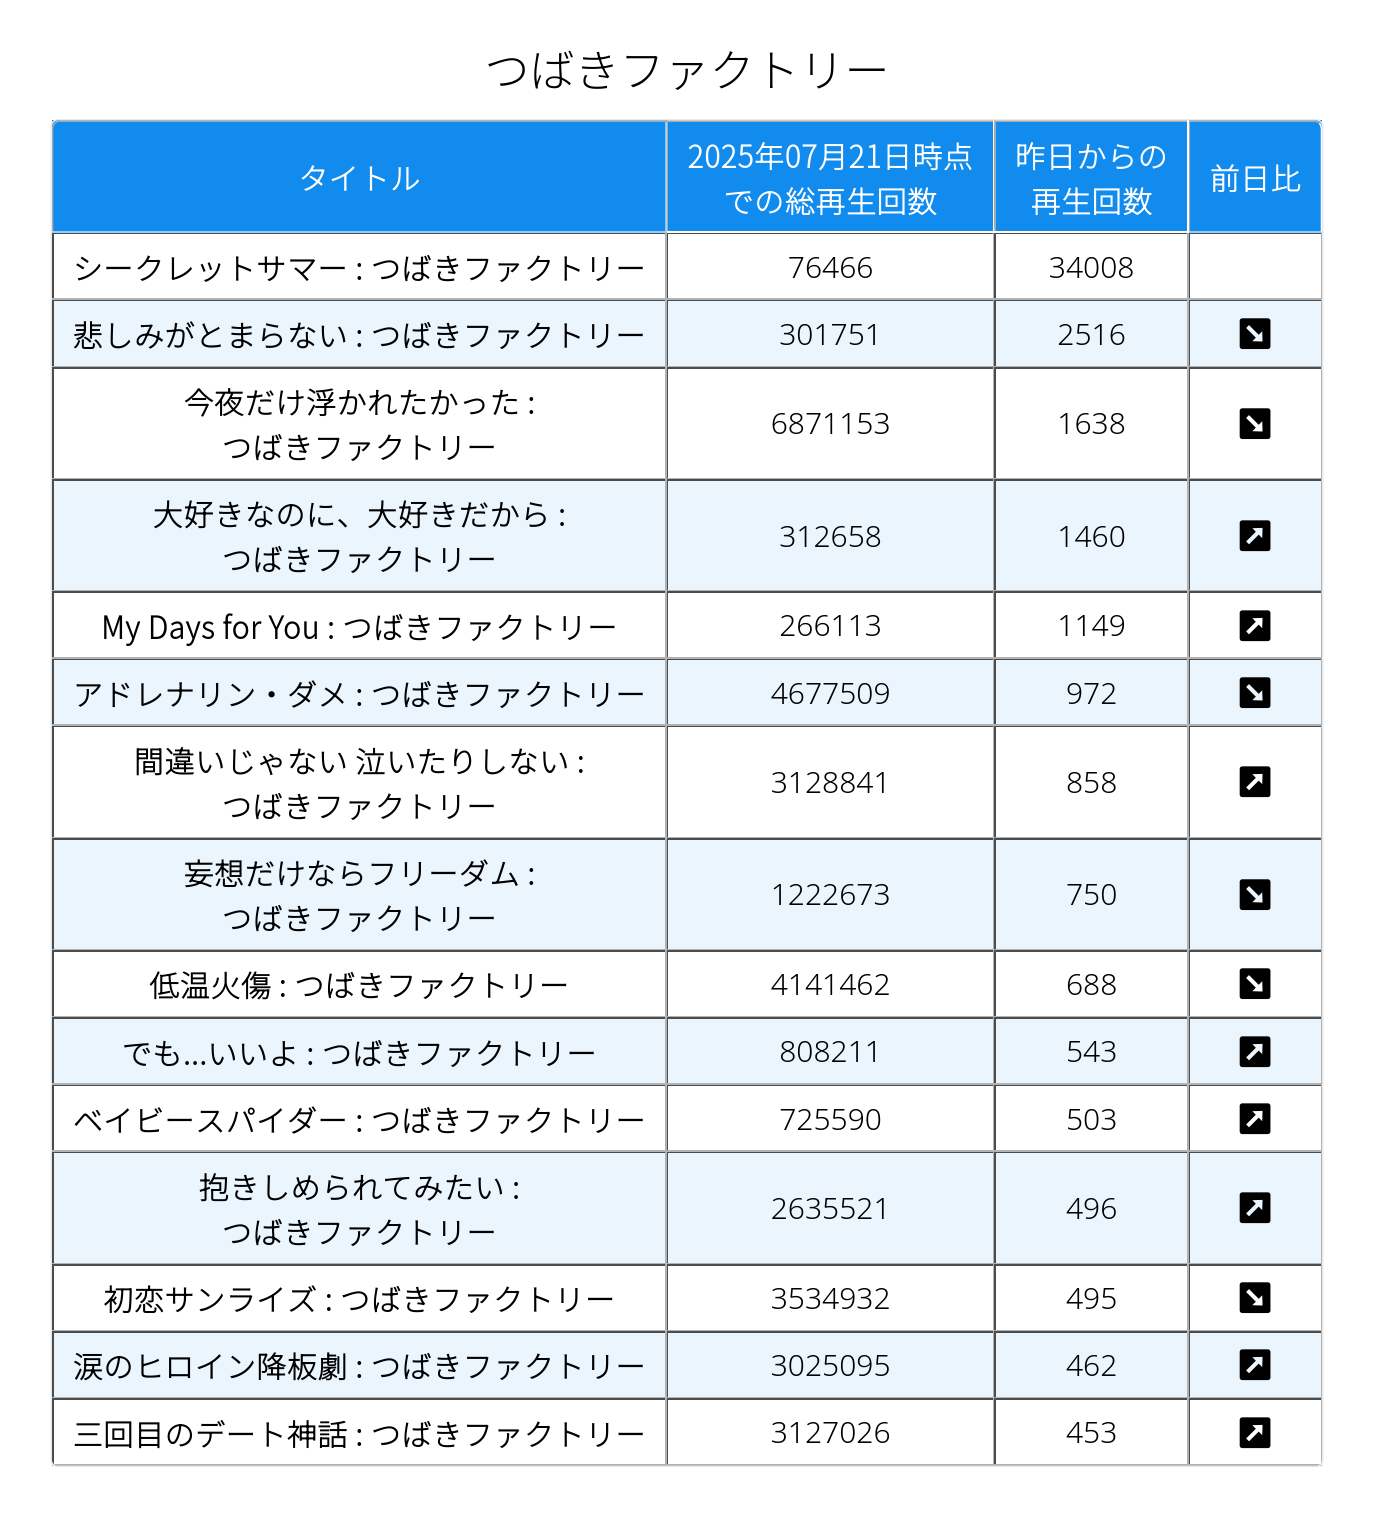 つばきファクトリー
タイトル
2025年07月21日時点
での総再生回数
昨日からの
再生回数
前日比
シークレットサマー : つばきファクトリー 76466 34008
悲しみがとまらない : つばきファクトリー 301751 2516 ↘
今夜だけ浮かれたかった :
つばきファクトリー 6871153 1638 ↘
大好きなのに、大好きだから :
つばきファクトリー 312658 1460 ↗
My Days for You : つばきファクトリー 266113 1149 ↗
アドレナリン・ダメ : つばきファクトリー 4677509 972 ↘
間違いじゃない 泣いたりしない :
つばきファクトリー 3128841 858 ↗
妄想だけならフリーダム :
つばきファクトリー 1222673 750 ↘
低温火傷 : つばきファクトリー 4141462 688 ↘
でも...いいよ : つばきファクトリー 808211 543 ↗
ベイビースパイダー : つばきファクトリー 725590 503 ↗
抱きしめられてみたい :
つばきファクトリー 2635521 496 ↗
初恋サンライズ : つばきファクトリー 3534932 495 ↘
涙のヒロイン降板劇 : つばきファクトリー 3025095 462 ↗
三回目のデート神話 : つばきファクトリー 3127026 453 ↗